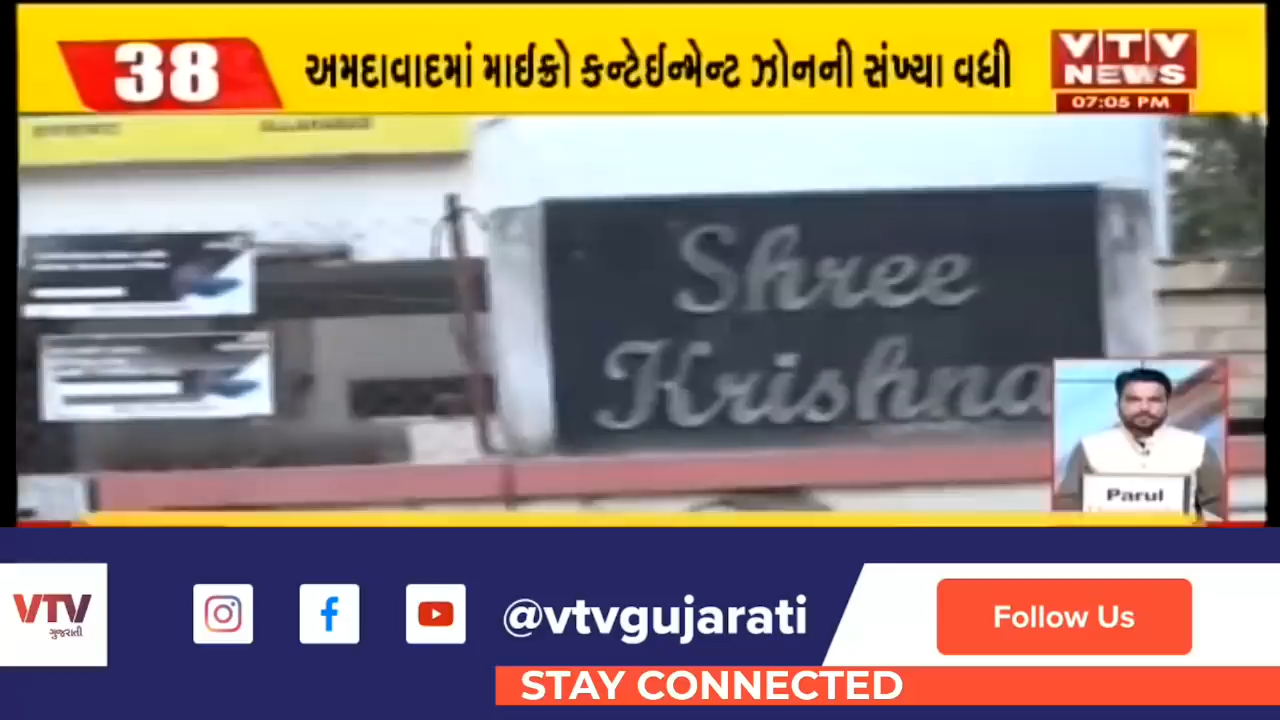 38
અમદાવાદમાં માઈક્રો કન્ટેઈન્મેન્ટ ઝોનની સંખ્યા વધી
VTV
NEWS
07:05 PM
Shree
Krishna
Parul
VTV
ગુજરાતી
@vtvgujarati
Follow Us
STAY CONNECTED